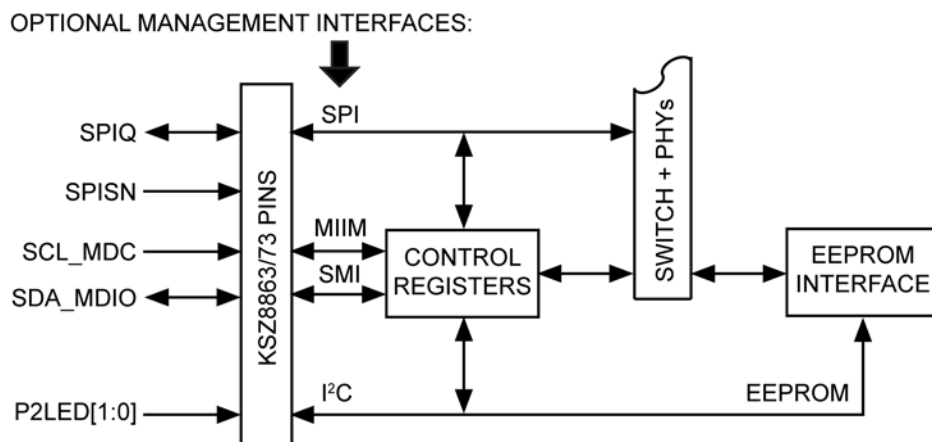 OPTIONAL MANAGEMENT INTERFACES:
SPIQ
SPISN
SCL_MDC
SDA_MDIO
P2LED[1:0]
KSZ8863/73 PINS
SPI
MIIM
SMI
I²C
CONTROL
REGISTERS
SWITCH + PHYs
EEPROM
INTERFACE
EEPROM